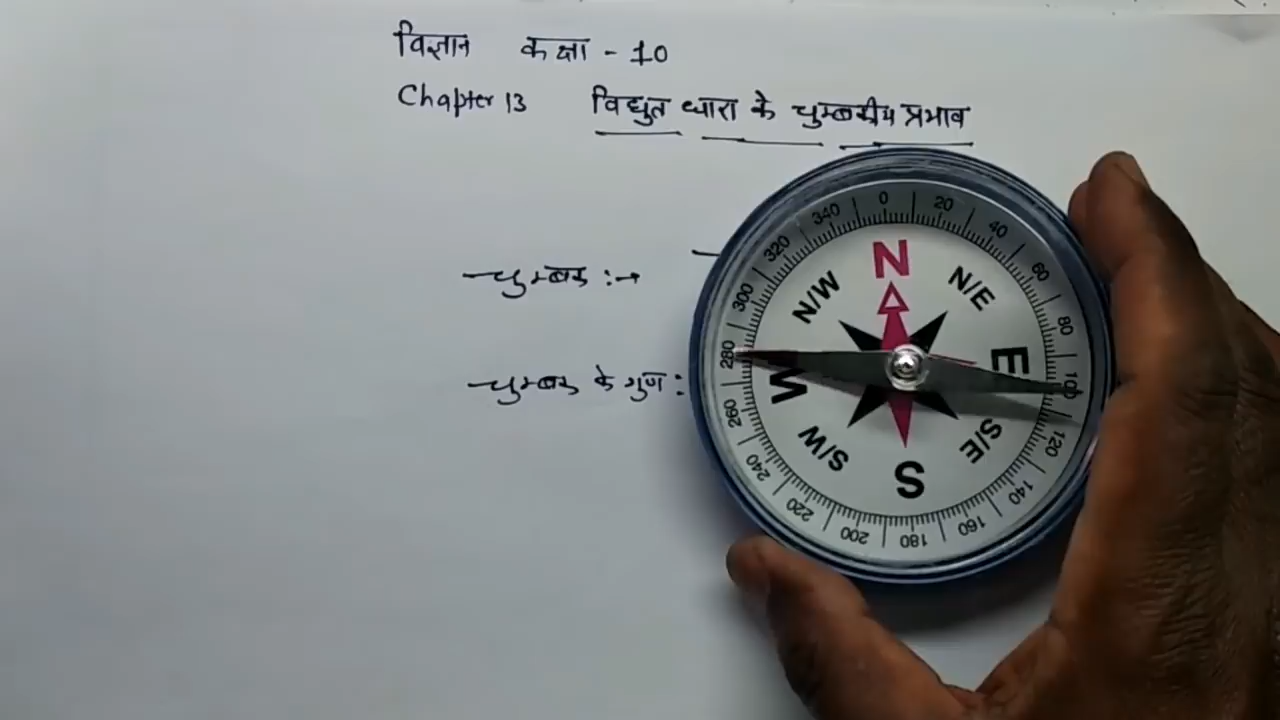 विज्ञान कक्षा - 10
Chapter 13 विद्युत धारा के चुम्बकीय प्रभाव
चुम्बक :→
चुम्बक के गुण :
0 20 40 60 80 100 120 140 160 180 200 220 240 260 280 300 320 340
N
N/W N/E
W E
S/W S/E
S